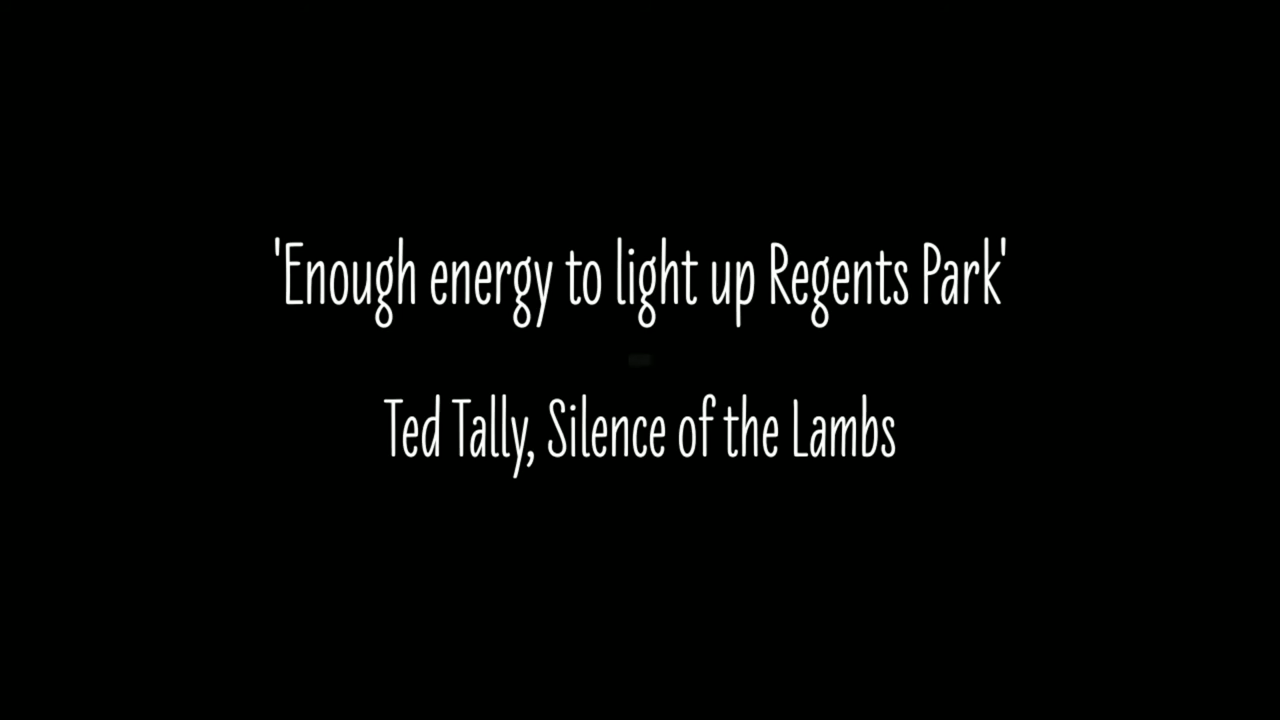 'Enough energy to light up Regents Park'
Ted Tally, Silence of the Lambs